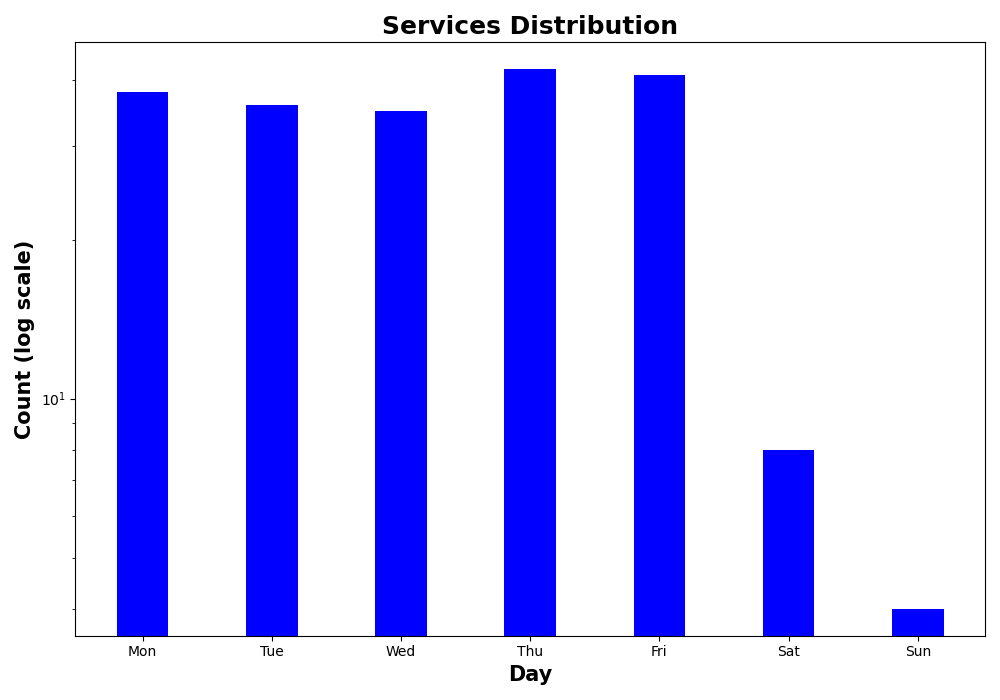 Services Distribution
Count (log scale)
10¹
Mon Tue Wed Thu Fri Sat Sun
Day